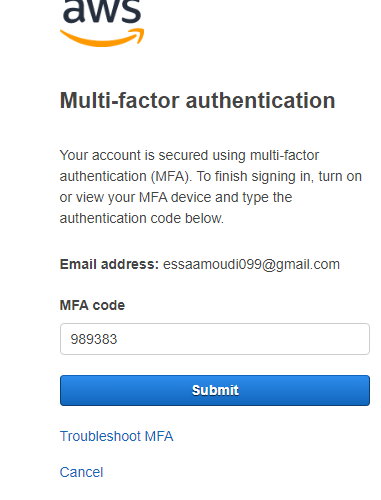 aws
Multi-factor authentication
Your account is secured using multi-factor
authentication (MFA). To finish signing in, turn on
or view your MFA device and type the
authentication code below.
Email address: essaamoudi099@gmail.com
MFA code
989383
Submit
Troubleshoot MFA
Cancel